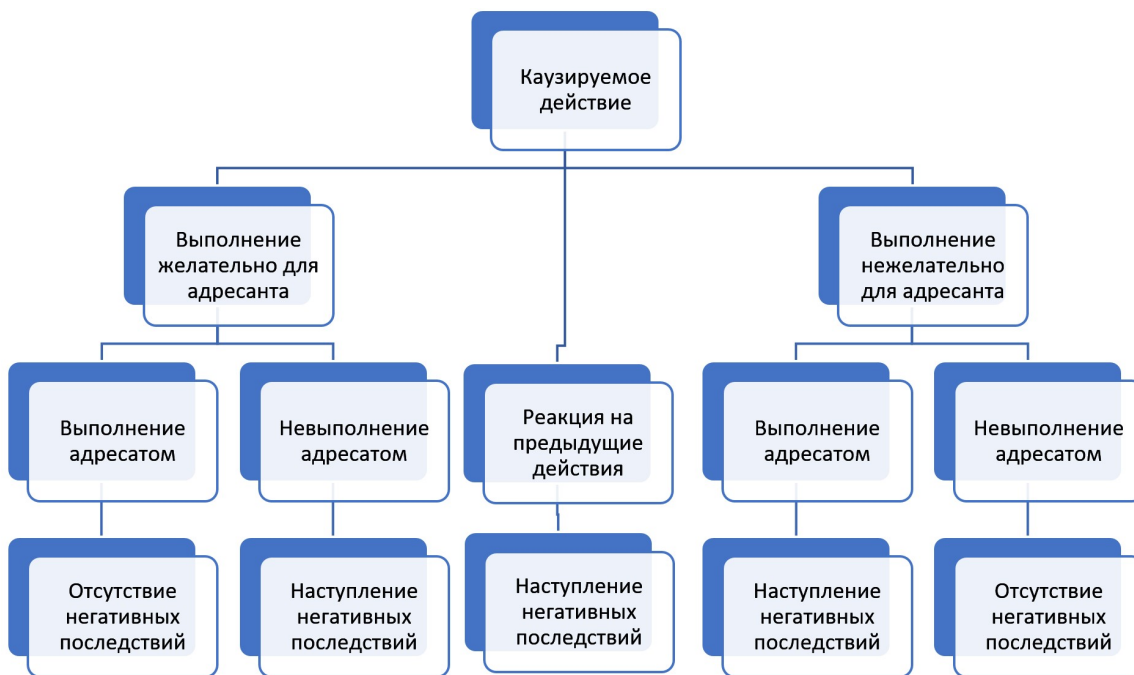 Каузируемое
действие
Выполнение
желательно для
адресанта
Выполнение
нежелательно
для адресанта
Выполнение
адресатом
Невыполнение
адресатом
Реакция на
предыдущие
действия
Выполнение
адресатом
Невыполнение
адресатом
Отсутствие
негативных
последствий
Наступление
негативных
последствий
Наступление
негативных
последствий
Наступление
негативных
последствий
Отсутствие
негативных
последствий